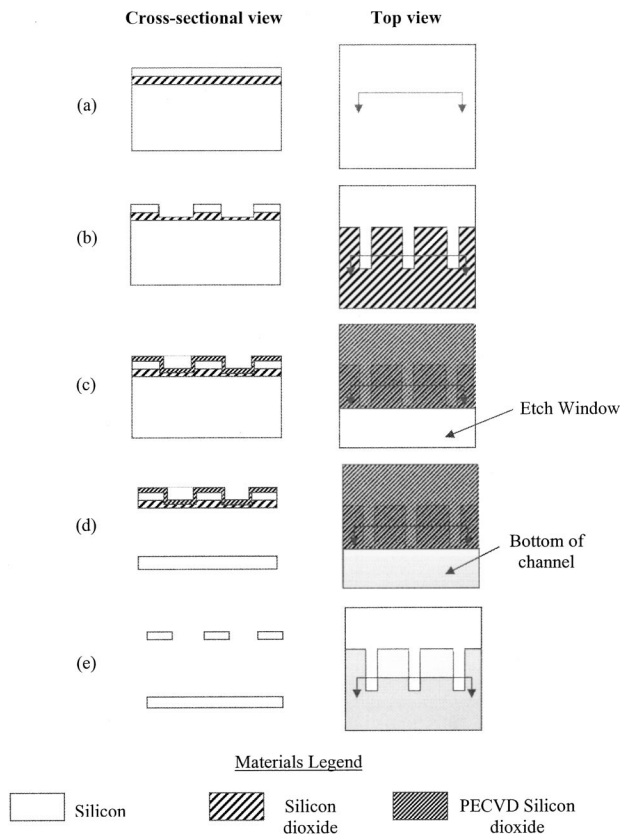 Cross-sectional view
Top view
(a)
(b)
(c)
Etch Window
(d)
Bottom of
channel
(e)
Materials Legend
Silicon
Silicon
dioxide
PECVD Silicon
dioxide